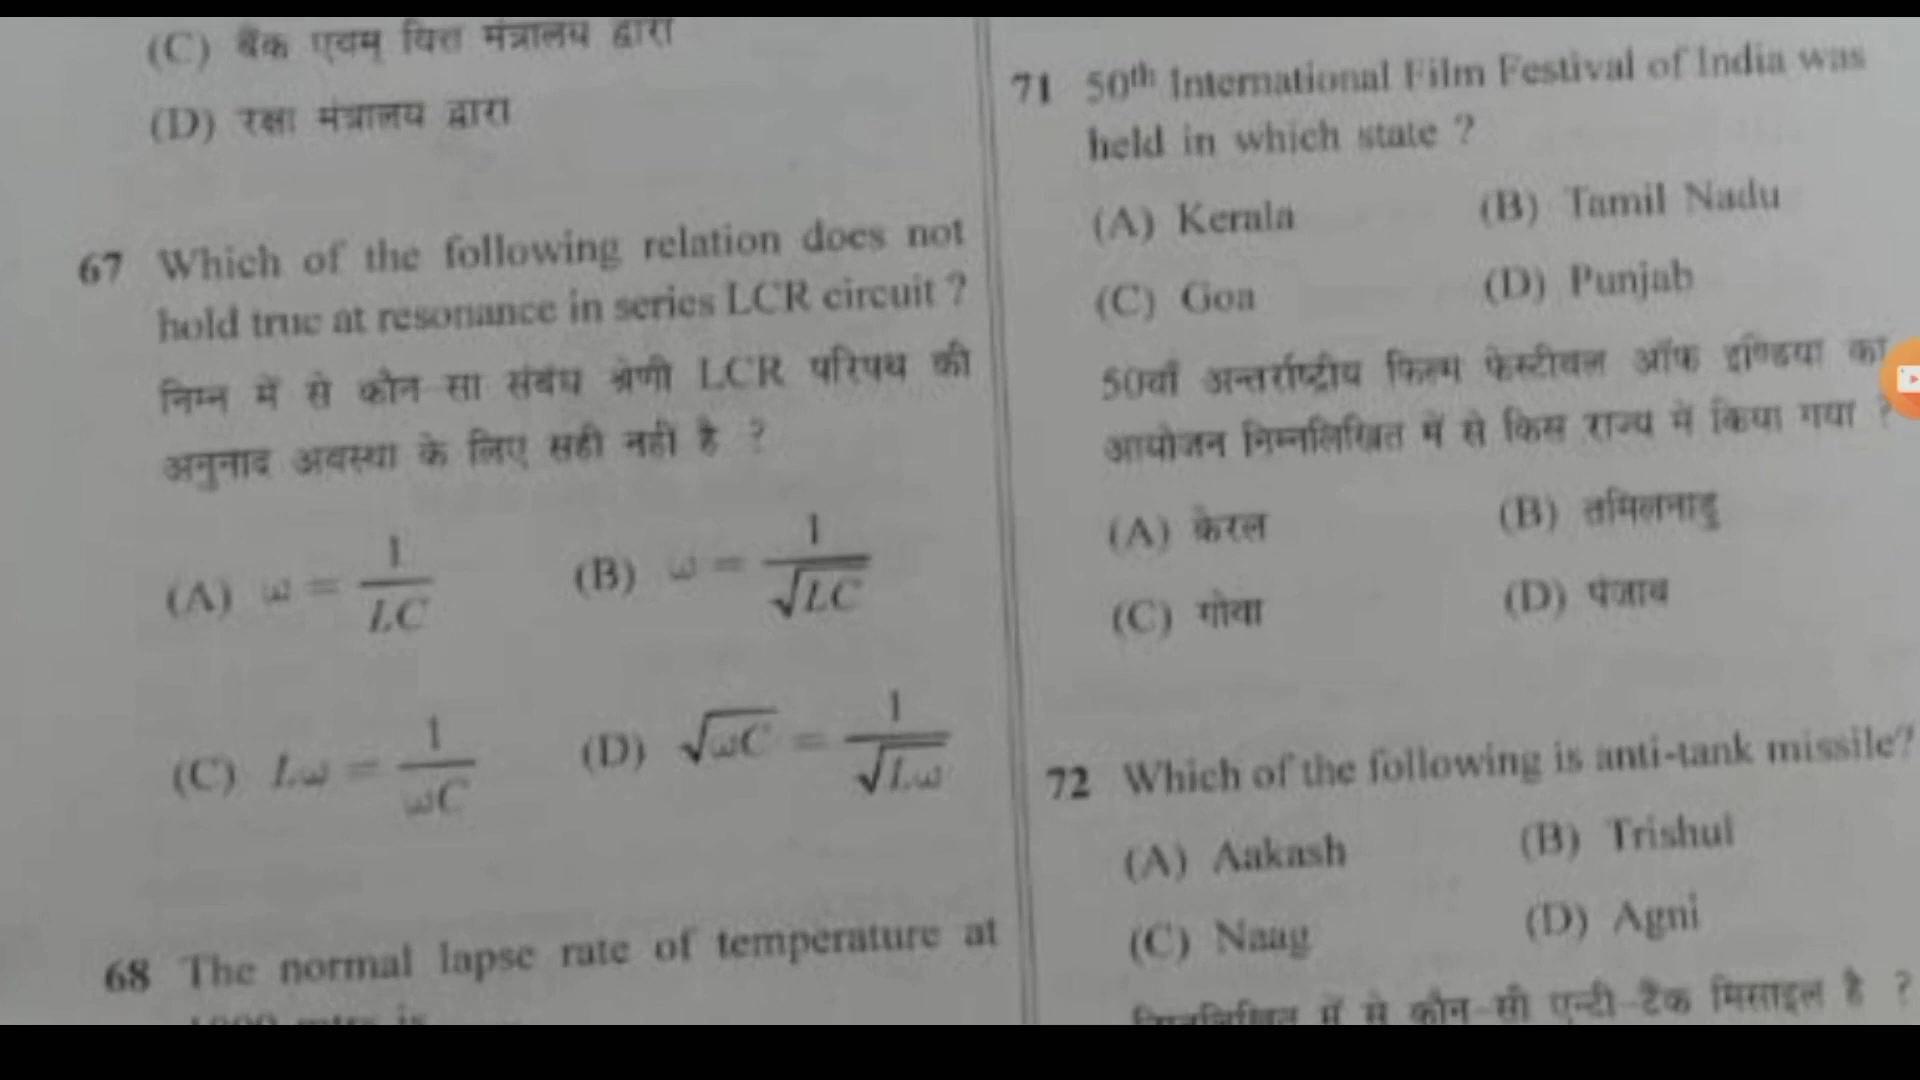 (C) बैंक एवम् वित्त मंत्रालय द्वारा
(D) रक्षा मंत्रालय द्वारा
67 Which of the following relation does not
hold true at resonance in series LCR circuit ?
निम्न में से कौन सा संबंध श्रेणी LCR परिपथ की
अनुनाद अवस्था के लिए सही नही है ?
(A) ω = 1/LC (B) ω = 1/√LC
(C) Lω = 1/ωC (D) √ωC = 1/√Lω
68 The normal lapse rate of temperature at
71 50th International Film Festival of India was
held in which state ?
(A) Kerala (B) Tamil Nadu
(C) Goa (D) Punjab
50वाँ अन्तर्राष्ट्रीय फिल्म फेस्टीवल ऑफ इण्डिया का
आयोजन निम्नलिखित में से किस राज्य में किया गया ?
(A) केरल (B) तमिलनाडु
(C) गोवा (D) पंजाब
72 Which of the following is anti-tank missile?
(A) Aakash (B) Trishul
(C) Naag (D) Agni
निम्नलिखित में से कौन-सी एन्टी-टैंक मिसाइल है ?